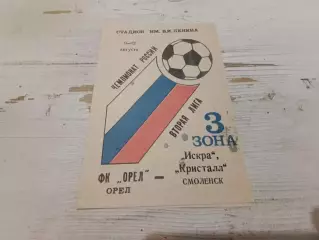 СТАДИОН ИМ. В.И. ЛЕНИНА
ЧЕМПИОНАТ РОССИИ
ВТОРАЯ ЛИГА
3
ЗОНА
ФК „ОРЕЛ" —
ОРЕЛ
„Искра",
„Кристалл"
СМОЛЕНСК